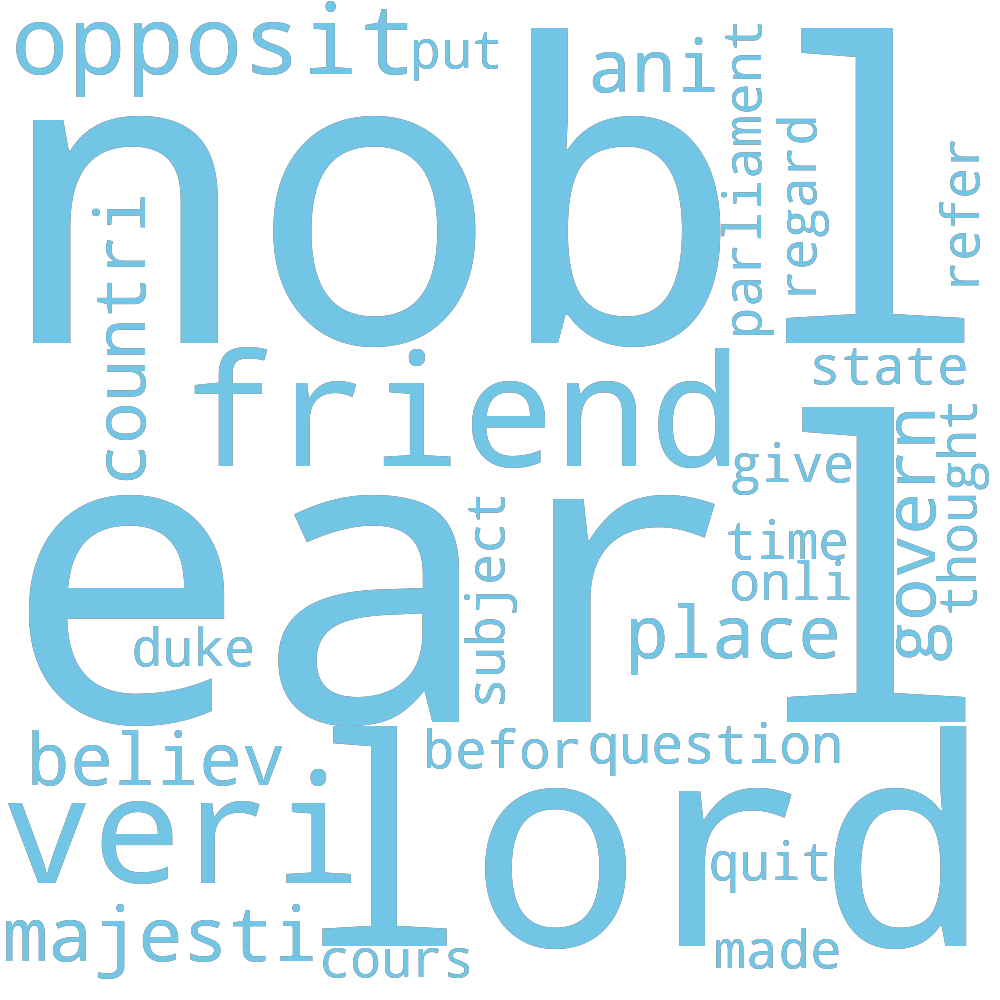 opposit
put
ani
parliament
regard
refer
nobl
countri
friend
state
give
govern
thought
earl
subject
time
onli
place
duke
believ
befor
question
veri
lord
quit
majesti
cours
made